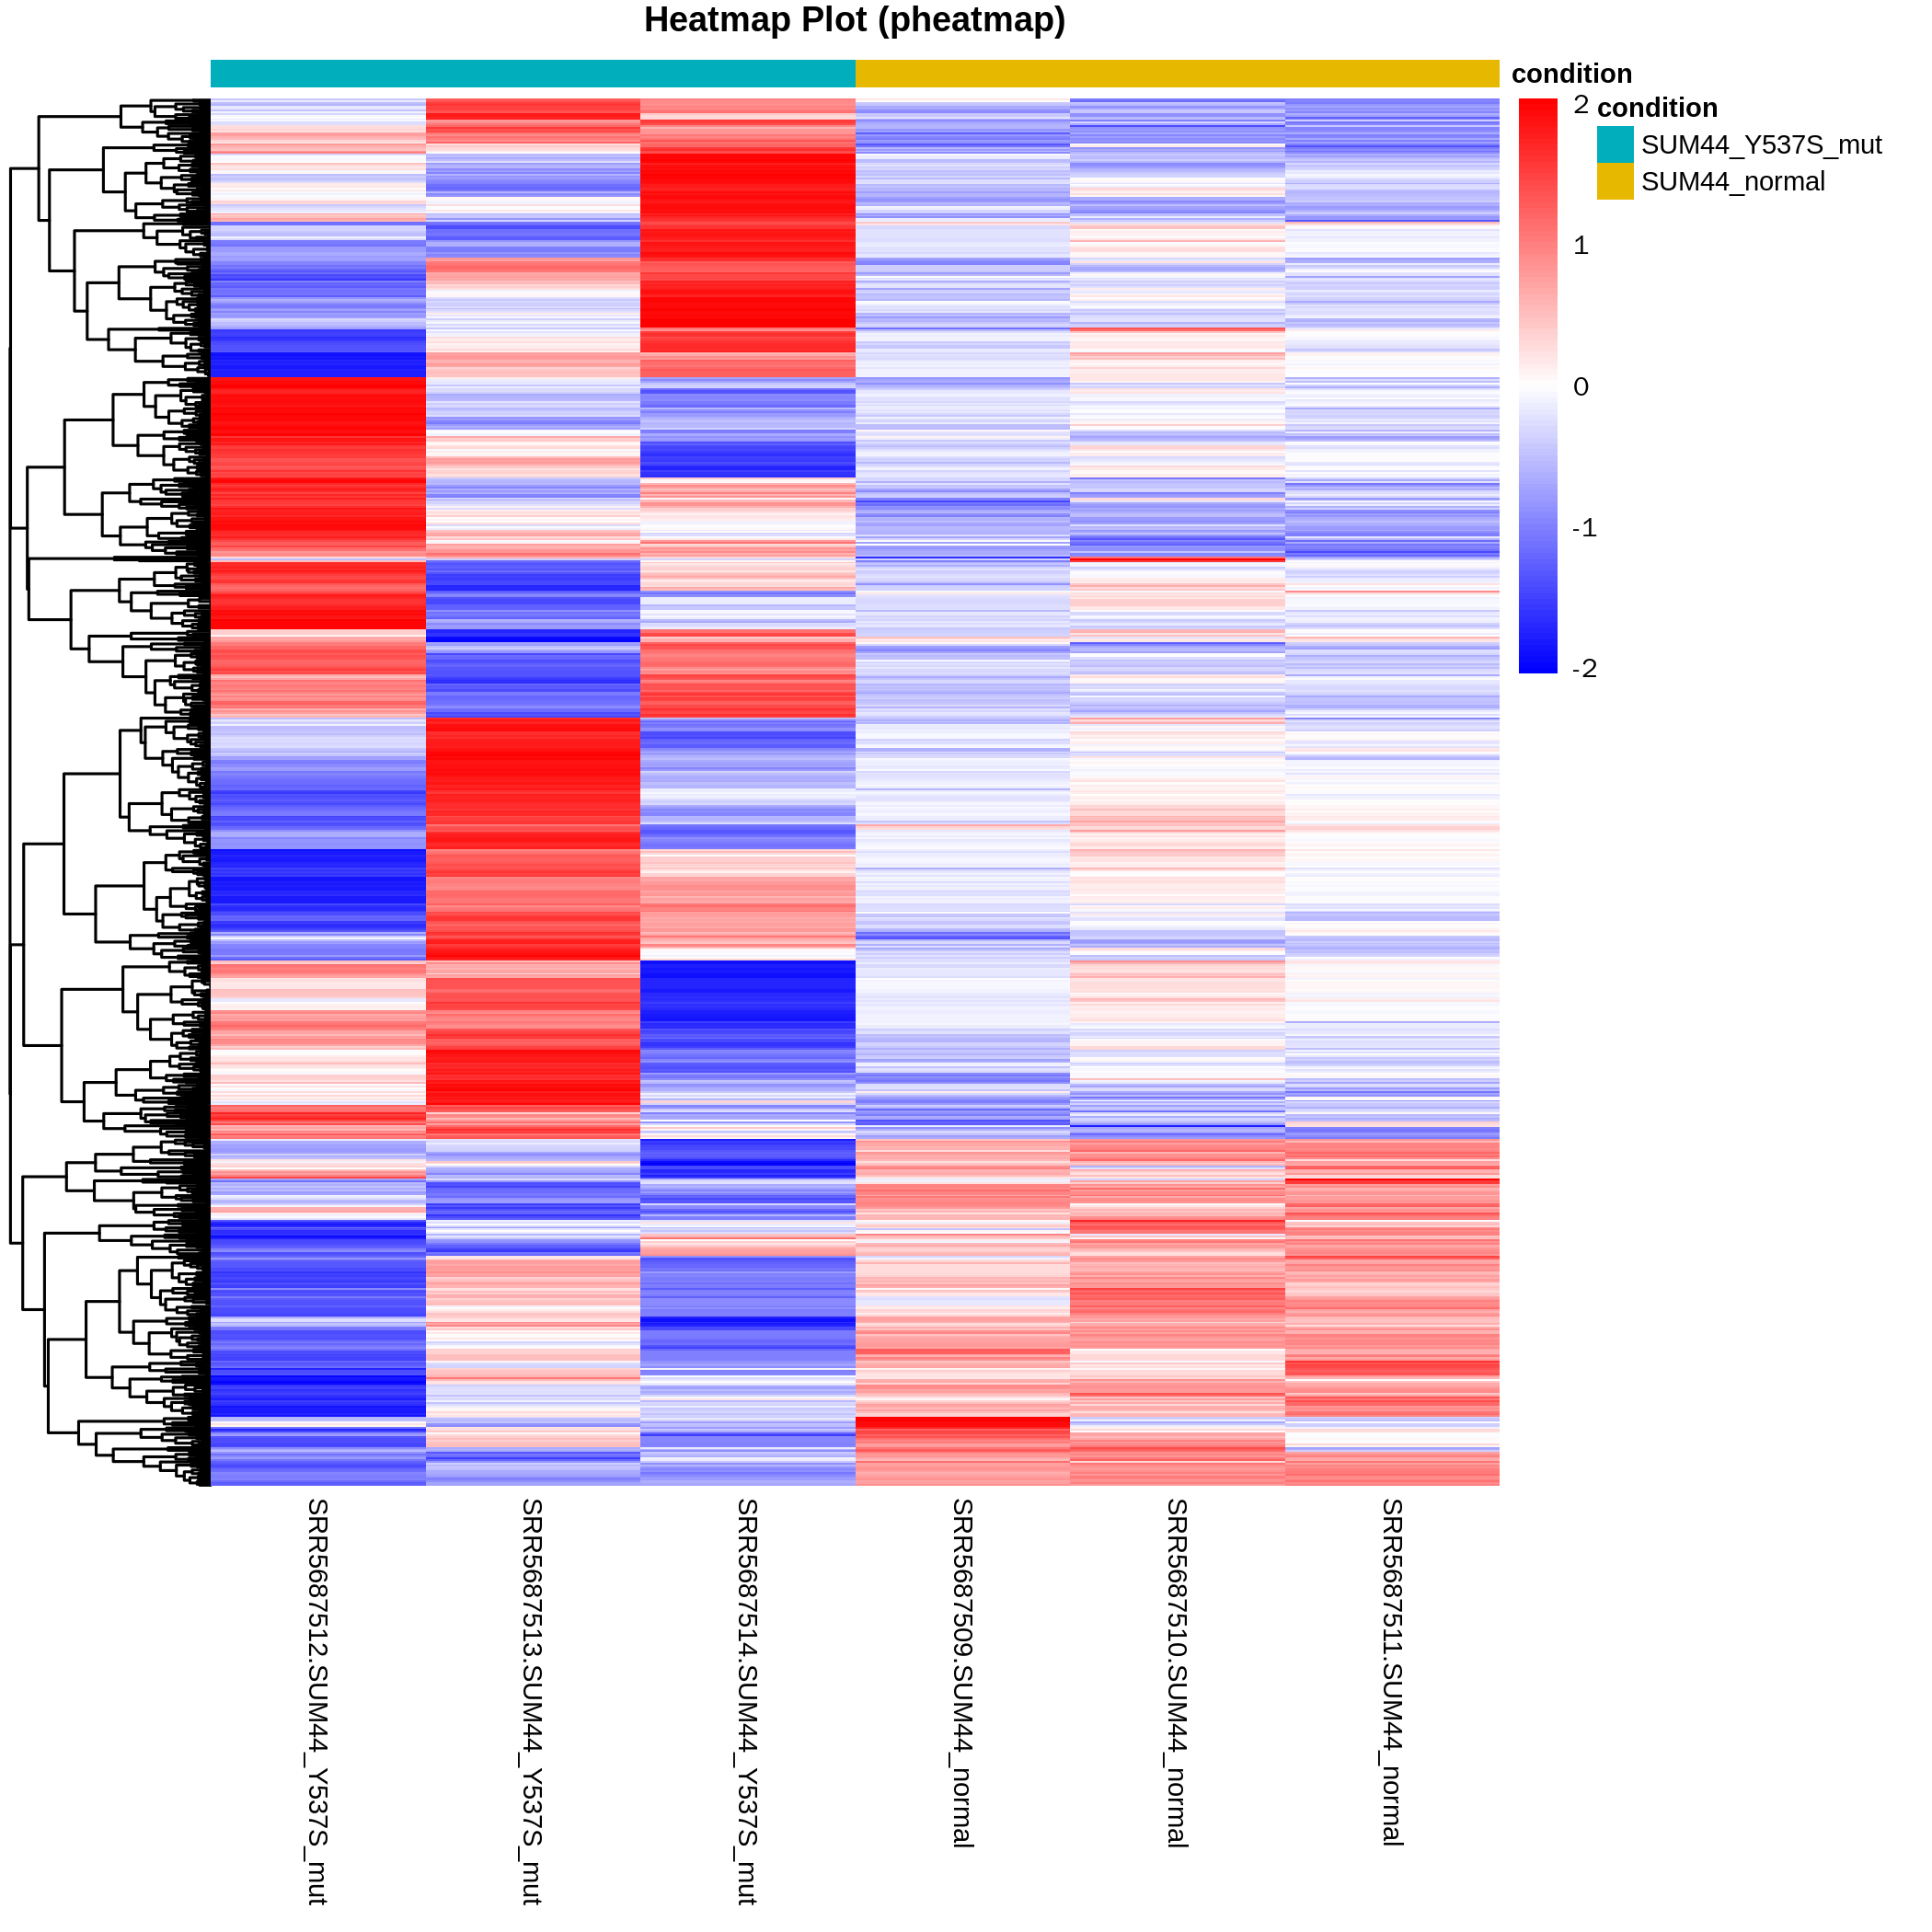 Heatmap Plot (pheatmap)
condition
2
1
0
-1
-2
condition
SUM44_Y537S_mut
SUM44_normal
SRR5687512.SUM44_Y537S_mut
SRR5687513.SUM44_Y537S_mut
SRR5687514.SUM44_Y537S_mut
SRR5687509.SUM44_normal
SRR5687510.SUM44_normal
SRR5687511.SUM44_normal